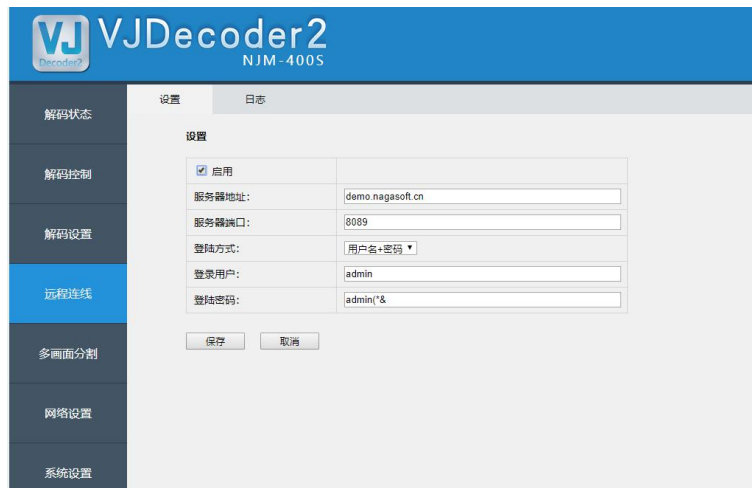 VJ
Decoder2
VJDecoder2
NJM-400S
设置 日志
解码状态
解码控制
解码设置
远程连线
多画面分割
网络设置
系统设置
设置
启用
服务器地址: demo.nagasoft.cn
服务器端口: 8089
登陆方式: 用户名+密码
登录用户: admin
登陆密码: admin(*&
保存 取消